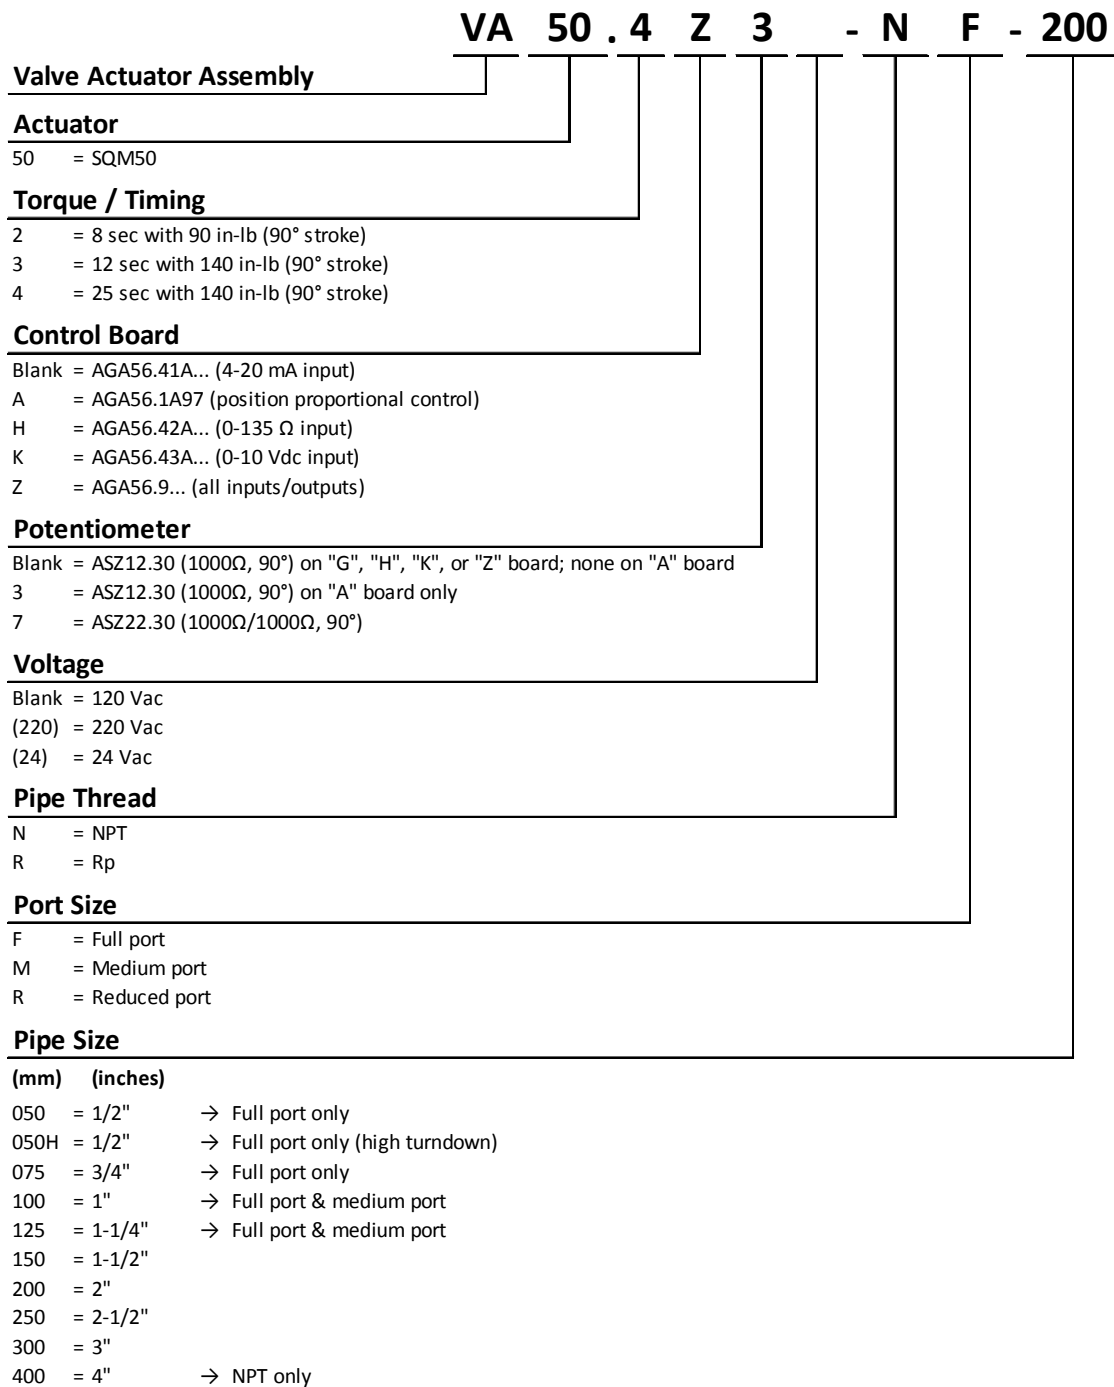 VA 50 . 4 Z 3 - N F - 200
Valve Actuator Assembly
Actuator
50 = SQM50
Torque / Timing
2 = 8 sec with 90 in-lb (90° stroke)
3 = 12 sec with 140 in-lb (90° stroke)
4 = 25 sec with 140 in-lb (90° stroke)
Control Board
Blank = AGA56.41A... (4-20 mA input)
A = AGA56.1A97 (position proportional control)
H = AGA56.42A... (0-135 Ω input)
K = AGA56.43A... (0-10 Vdc input)
Z = AGA56.9... (all inputs/outputs)
Potentiometer
Blank = ASZ12.30 (1000Ω, 90°) on "G", "H", "K", or "Z" board; none on "A" board
3 = ASZ12.30 (1000Ω, 90°) on "A" board only
7 = ASZ22.30 (1000Ω/1000Ω, 90°)
Voltage
Blank = 120 Vac
(220) = 220 Vac
(24) = 24 Vac
Pipe Thread
N = NPT
R = Rp
Port Size
F = Full port
M = Medium port
R = Reduced port
Pipe Size
(mm) (inches)
050 = 1/2" → Full port only
050H = 1/2" → Full port only (high turndown)
075 = 3/4" → Full port only
100 = 1" → Full port & medium port
125 = 1-1/4" → Full port & medium port
150 = 1-1/2"
200 = 2"
250 = 2-1/2"
300 = 3"
400 = 4" → NPT only